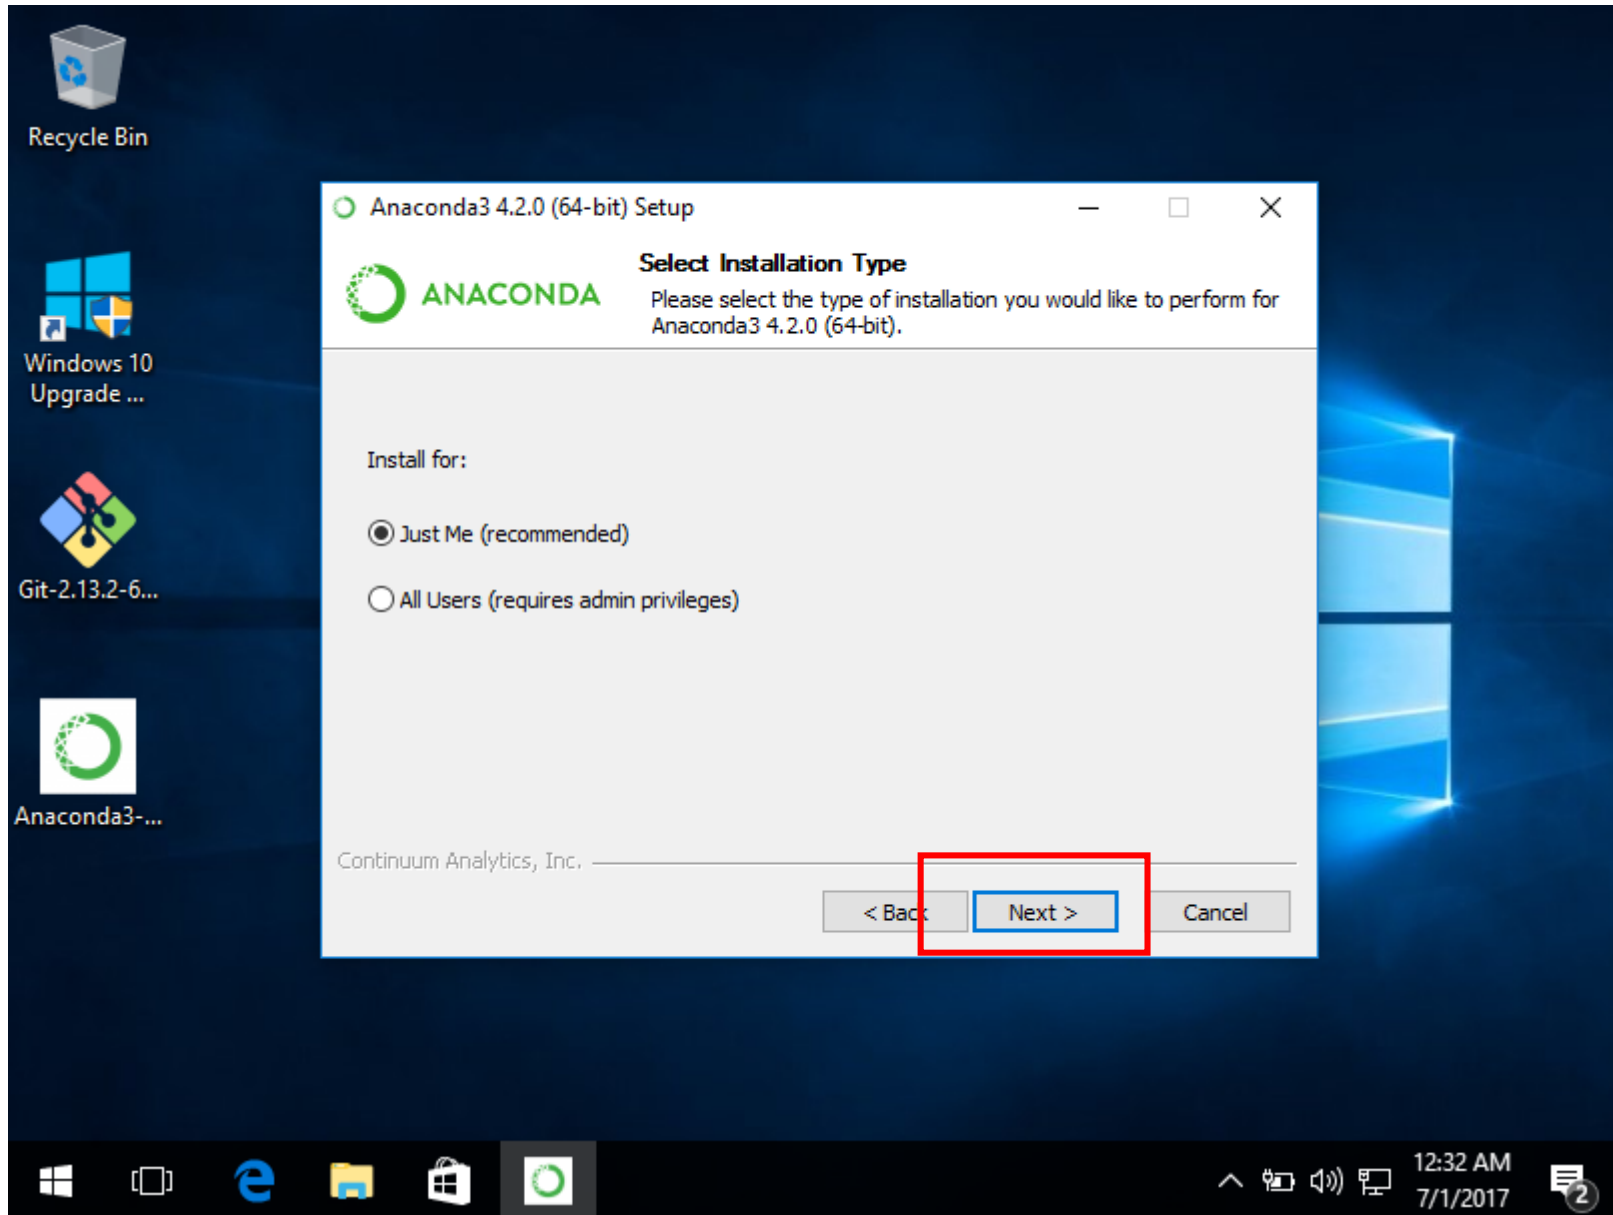 Recycle Bin
Windows 10
Upgrade ...
Git-2.13.2-6...
Anaconda3-...
Anaconda3 4.2.0 (64-bit) Setup
ANACONDA
Select Installation Type
Please select the type of installation you would like to perform for
Anaconda3 4.2.0 (64-bit).
Install for:
Just Me (recommended)
All Users (requires admin privileges)
Continuum Analytics, Inc.
< Back
Next >
Cancel
12:32 AM
7/1/2017
2